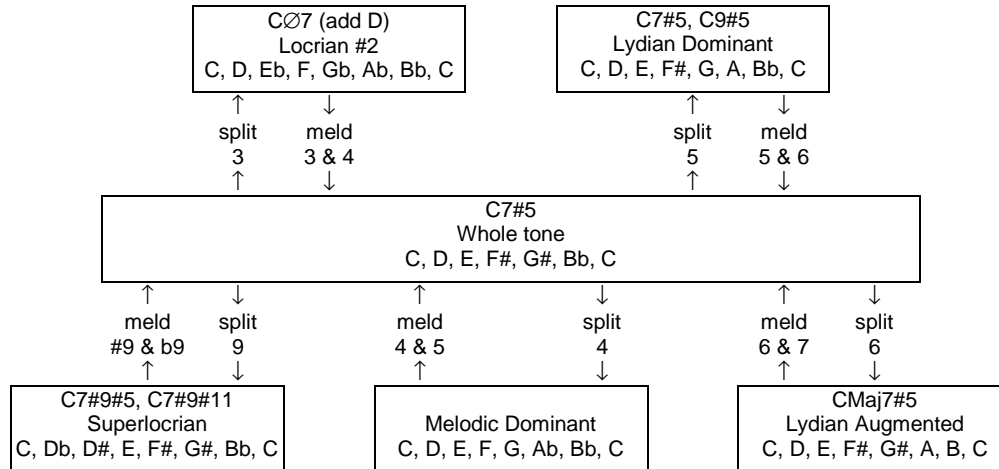 CØ7 (add D)
Locrian #2
C, D, Eb, F, Gb, Ab, Bb, C
C7#5, C9#5
Lydian Dominant
C, D, E, F#, G, A, Bb, C
↑ ↓
split meld
3 3 & 4
↑ ↓
↑ ↓
split meld
5 5 & 6
↑ ↓
C7#5
Whole tone
C, D, E, F#, G#, Bb, C
↑ ↓
meld split
#9 & b9 9
↑ ↓
↑ ↓
meld split
4 & 5 4
↑ ↓
↑ ↓
meld split
6 & 7 6
↑ ↓
C7#9#5, C7#9#11
Superlocrian
C, Db, D#, E, F#, G#, Bb, C
Melodic Dominant
C, D, E, F, G, Ab, Bb, C
CMaj7#5
Lydian Augmented
C, D, E, F#, G#, A, B, C